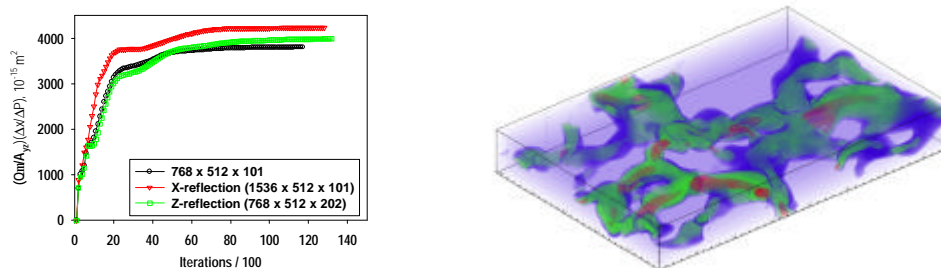 (Qm/Ayz)(Δx/ΔP), 10⁻¹⁵ m²
4000
3000
2000
1000
0
768 x 512 x 101
X-reflection (1536 x 512 x 101)
Z-reflection (768 x 512 x 202)
0 20 40 60 80 100 120 140
Iterations / 100